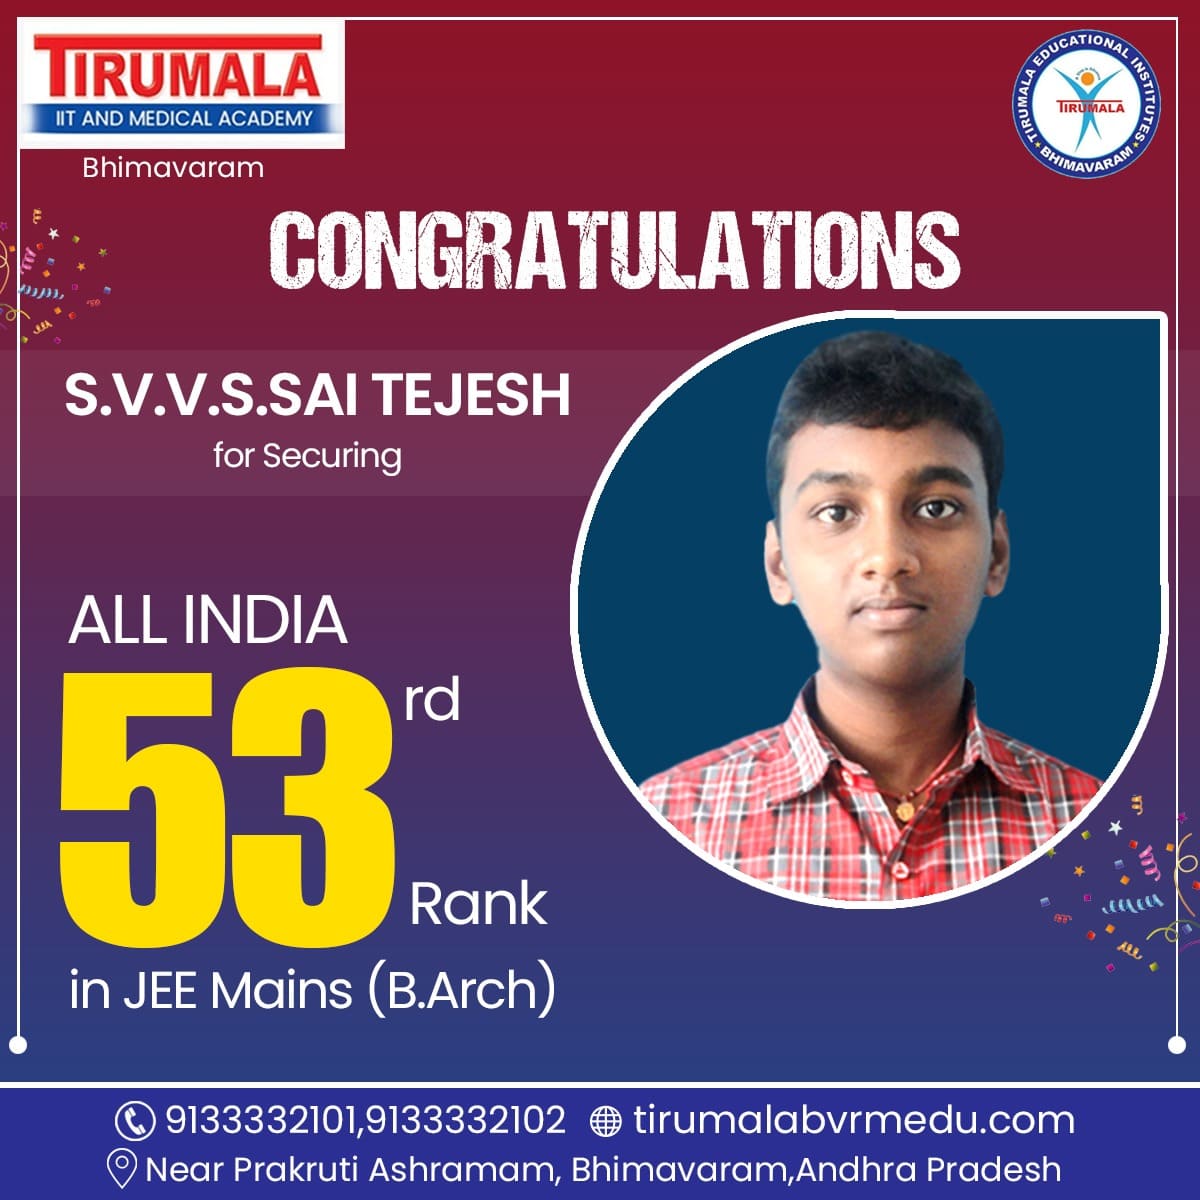 TIRUMALA
IIT AND MEDICAL ACADEMY
Bhimavaram
TIRUMALA EDUCATIONAL INSTITUTES
TIRUMALA
BHIMAVARAM
CONGRATULATIONS
S.V.V.S.SAI TEJESH
for Securing
ALL INDIA
53rd
Rank
in JEE Mains (B.Arch)
9133332101,9133332102 tirumalabvrmedu.com
Near Prakruti Ashramam, Bhimavaram,Andhra Pradesh